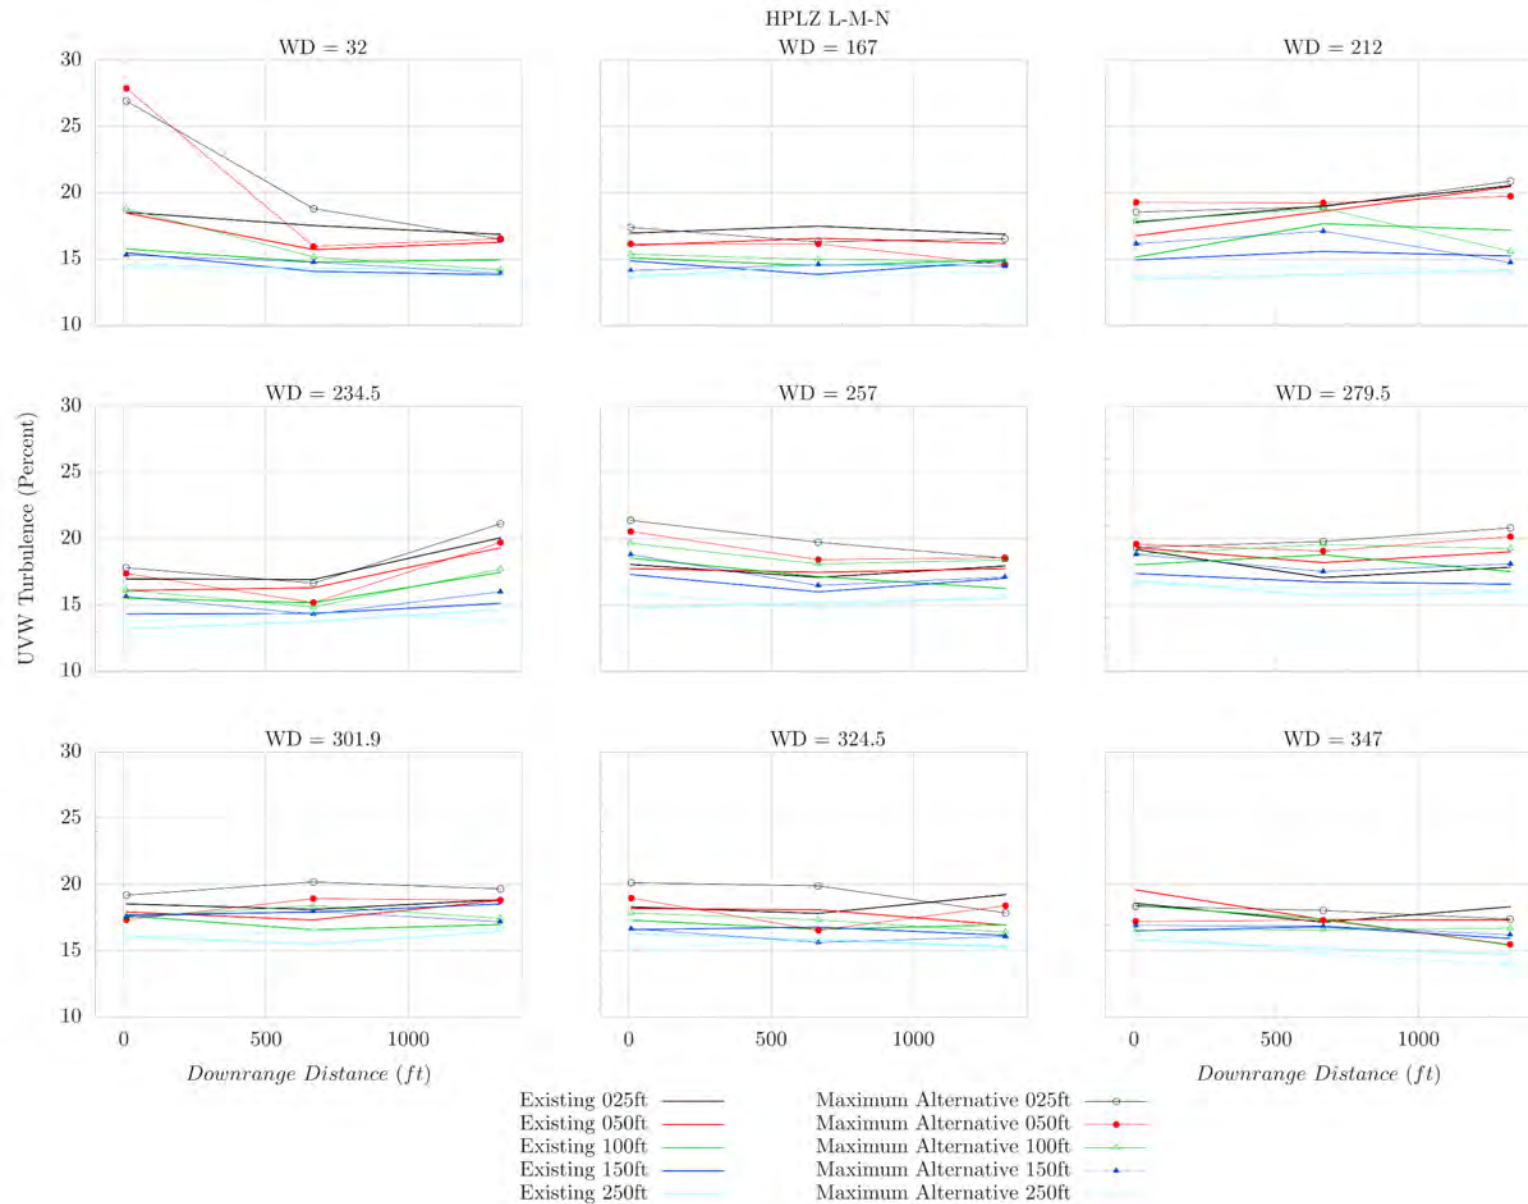 HPLZ L-M-N
WD = 32
WD = 167
WD = 212
30
25
20
15
10
WD = 234.5
WD = 257
WD = 279.5
30
25
20
15
10
UVW Turbulence (Percent)
WD = 301.9
WD = 324.5
WD = 347
30
25
20
15
10
0 500 1000
0 500 1000
0 500 1000
Downrange Distance (ft)
Downrange Distance (ft)
Existing 025ft
Existing 050ft
Existing 100ft
Existing 150ft
Existing 250ft
Maximum Alternative 025ft
Maximum Alternative 050ft
Maximum Alternative 100ft
Maximum Alternative 150ft
Maximum Alternative 250ft